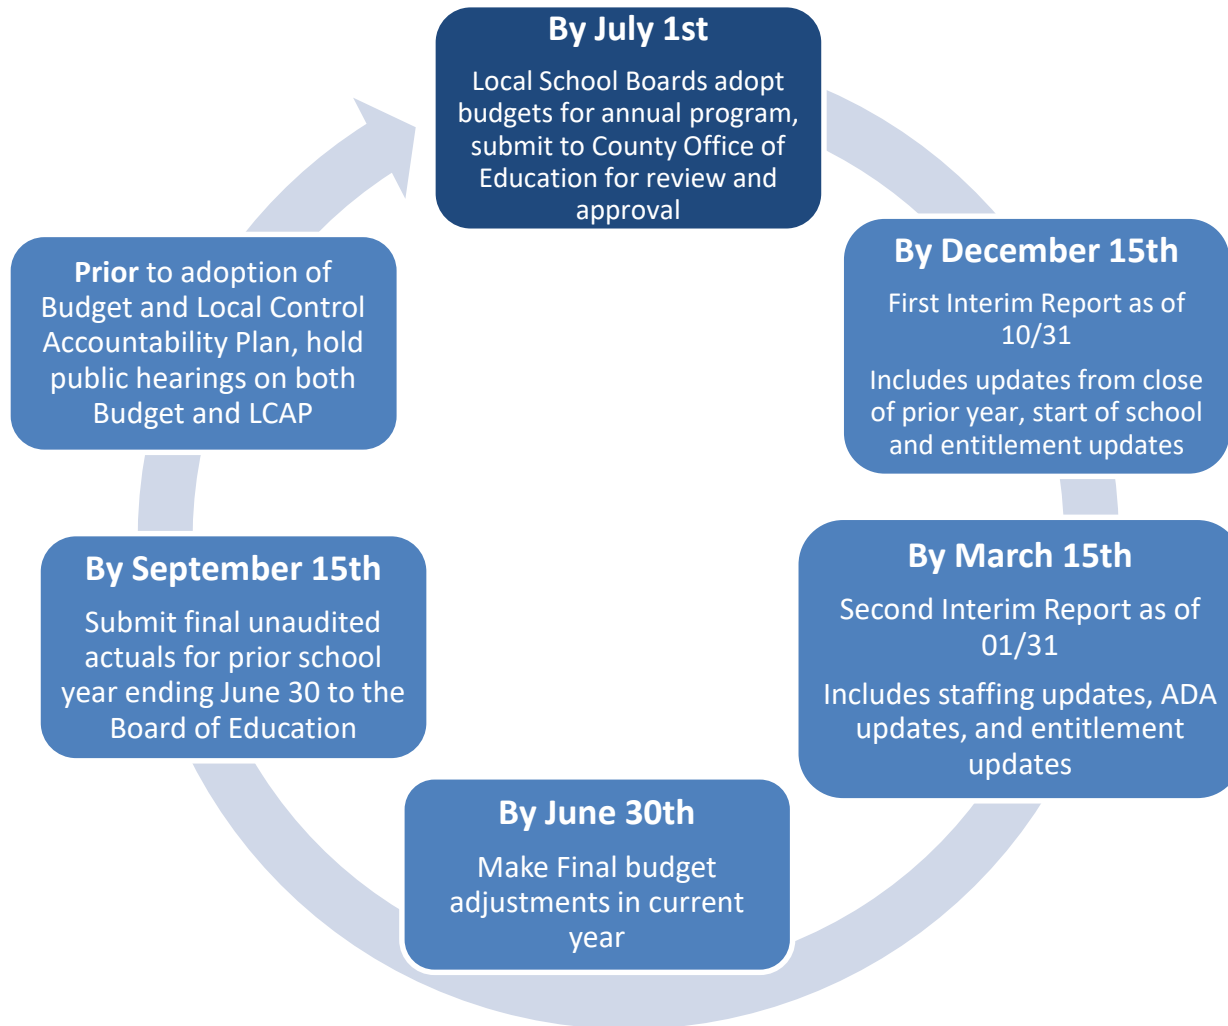 By July 1st
Local School Boards adopt
budgets for annual program,
submit to County Office of
Education for review and
approval
By December 15th
First Interim Report as of
10/31
Includes updates from close
of prior year, start of school
and entitlement updates
By March 15th
Second Interim Report as of
01/31
Includes staffing updates, ADA
updates, and entitlement
updates
By June 30th
Make Final budget
adjustments in current
year
By September 15th
Submit final unaudited
actuals for prior school
year ending June 30 to the
Board of Education
Prior to adoption of
Budget and Local Control
Accountability Plan, hold
public hearings on both
Budget and LCAP